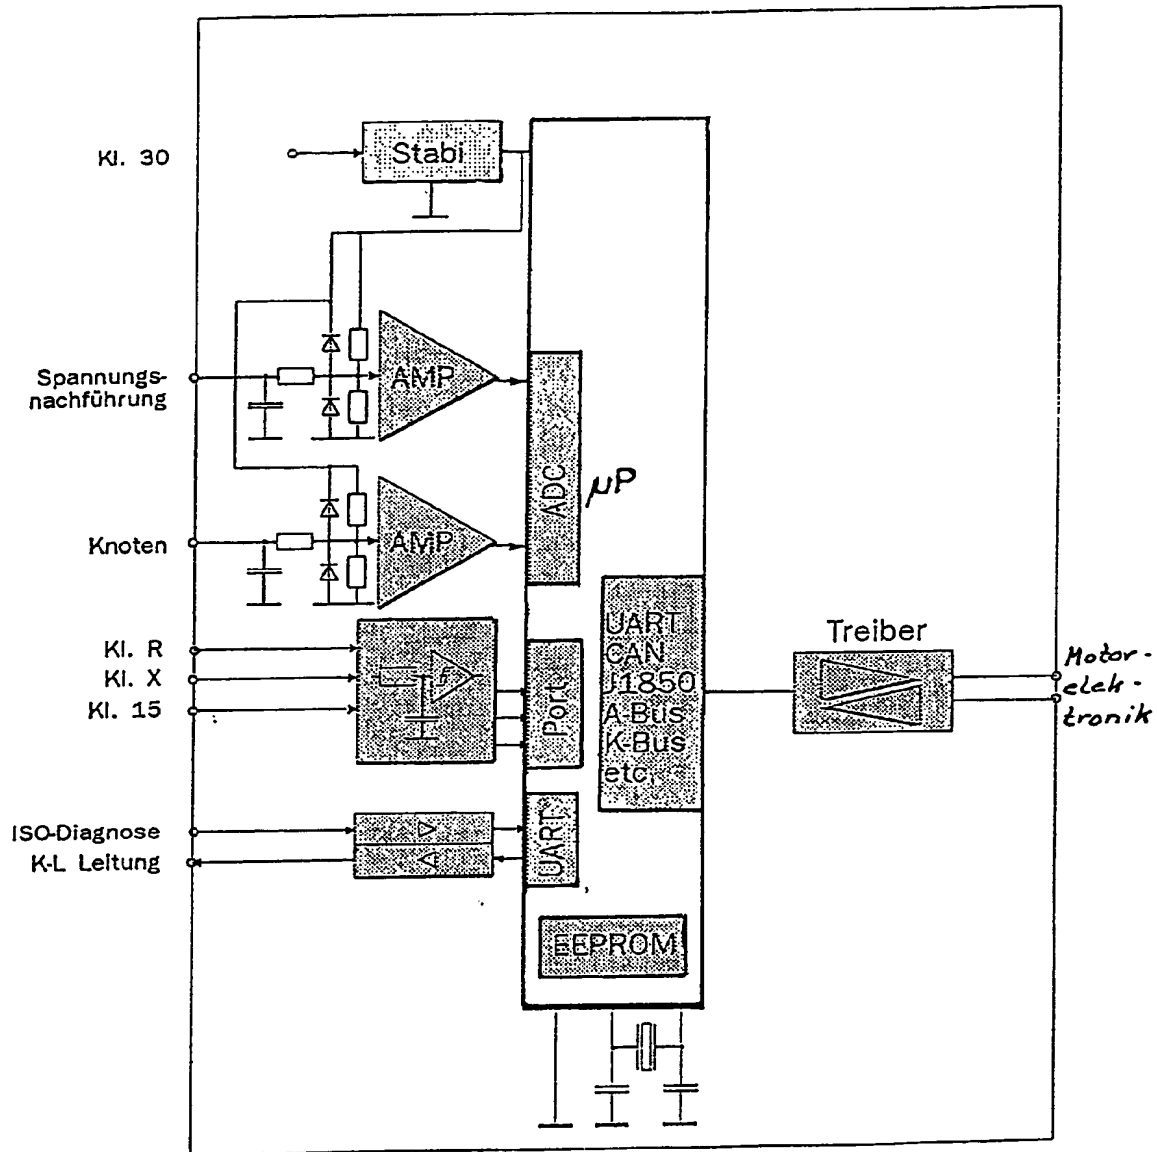 Kl. 30
Stabi
Spannungs-
nachführung
AMP
ADC
µP
Knoten
AMP
Kl. R
Kl. X
Kl. 15
Port
UART
CAN
J1850
A-Bus
K-Bus
etc.
Treiber
Motor-
elek-
tronik
ISO-Diagnose
K-L Leitung
UART
EEPROM